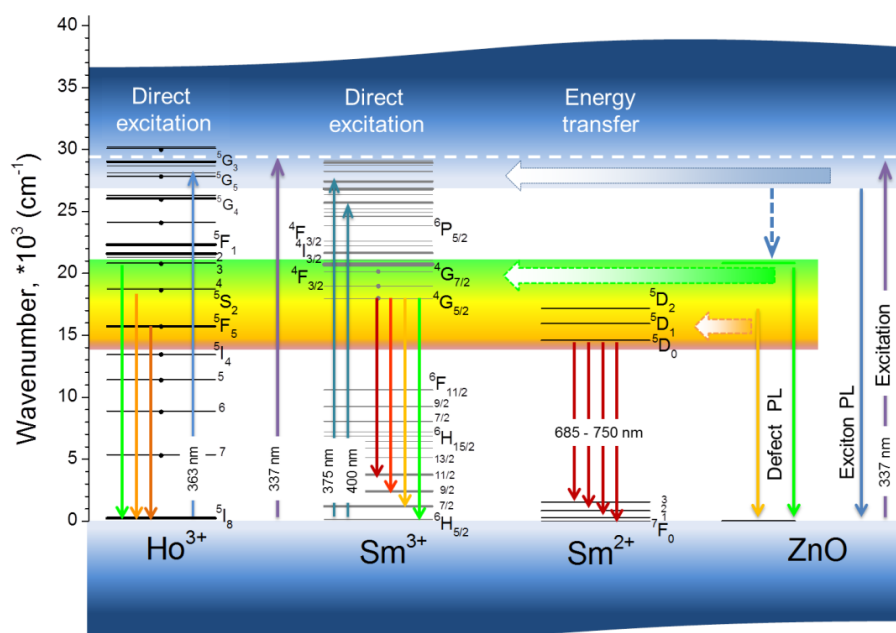 Wavenumber, *10³ (cm⁻¹)
40
35
30
25
20
15
10
5
0
Direct
excitation
⁵G₃
⁵G₅
⁵G₄
⁵F₁
2
3
4
⁵S₂
⁵F₅
⁵I₄
5
6
7
⁵I₈
363 nm
Ho³⁺
337 nm
Direct
excitation
⁶P₅/₂
⁴F₃/₂
⁴I₃/₂
⁴G₇/₂
⁴F₃/₂
⁴G₅/₂
⁶F₁₁/₂
9/2
7/2
⁶H₁₅/₂
13/2
11/2
9/2
7/2
⁶H₅/₂
375 nm
400 nm
Sm³⁺
Energy
transfer
⁵D₂
⁵D₁
⁵D₀
685 - 750 nm
3
2
1
⁷F₀
Sm²⁺
Defect PL
Exciton PL
337 nm
Excitation
ZnO